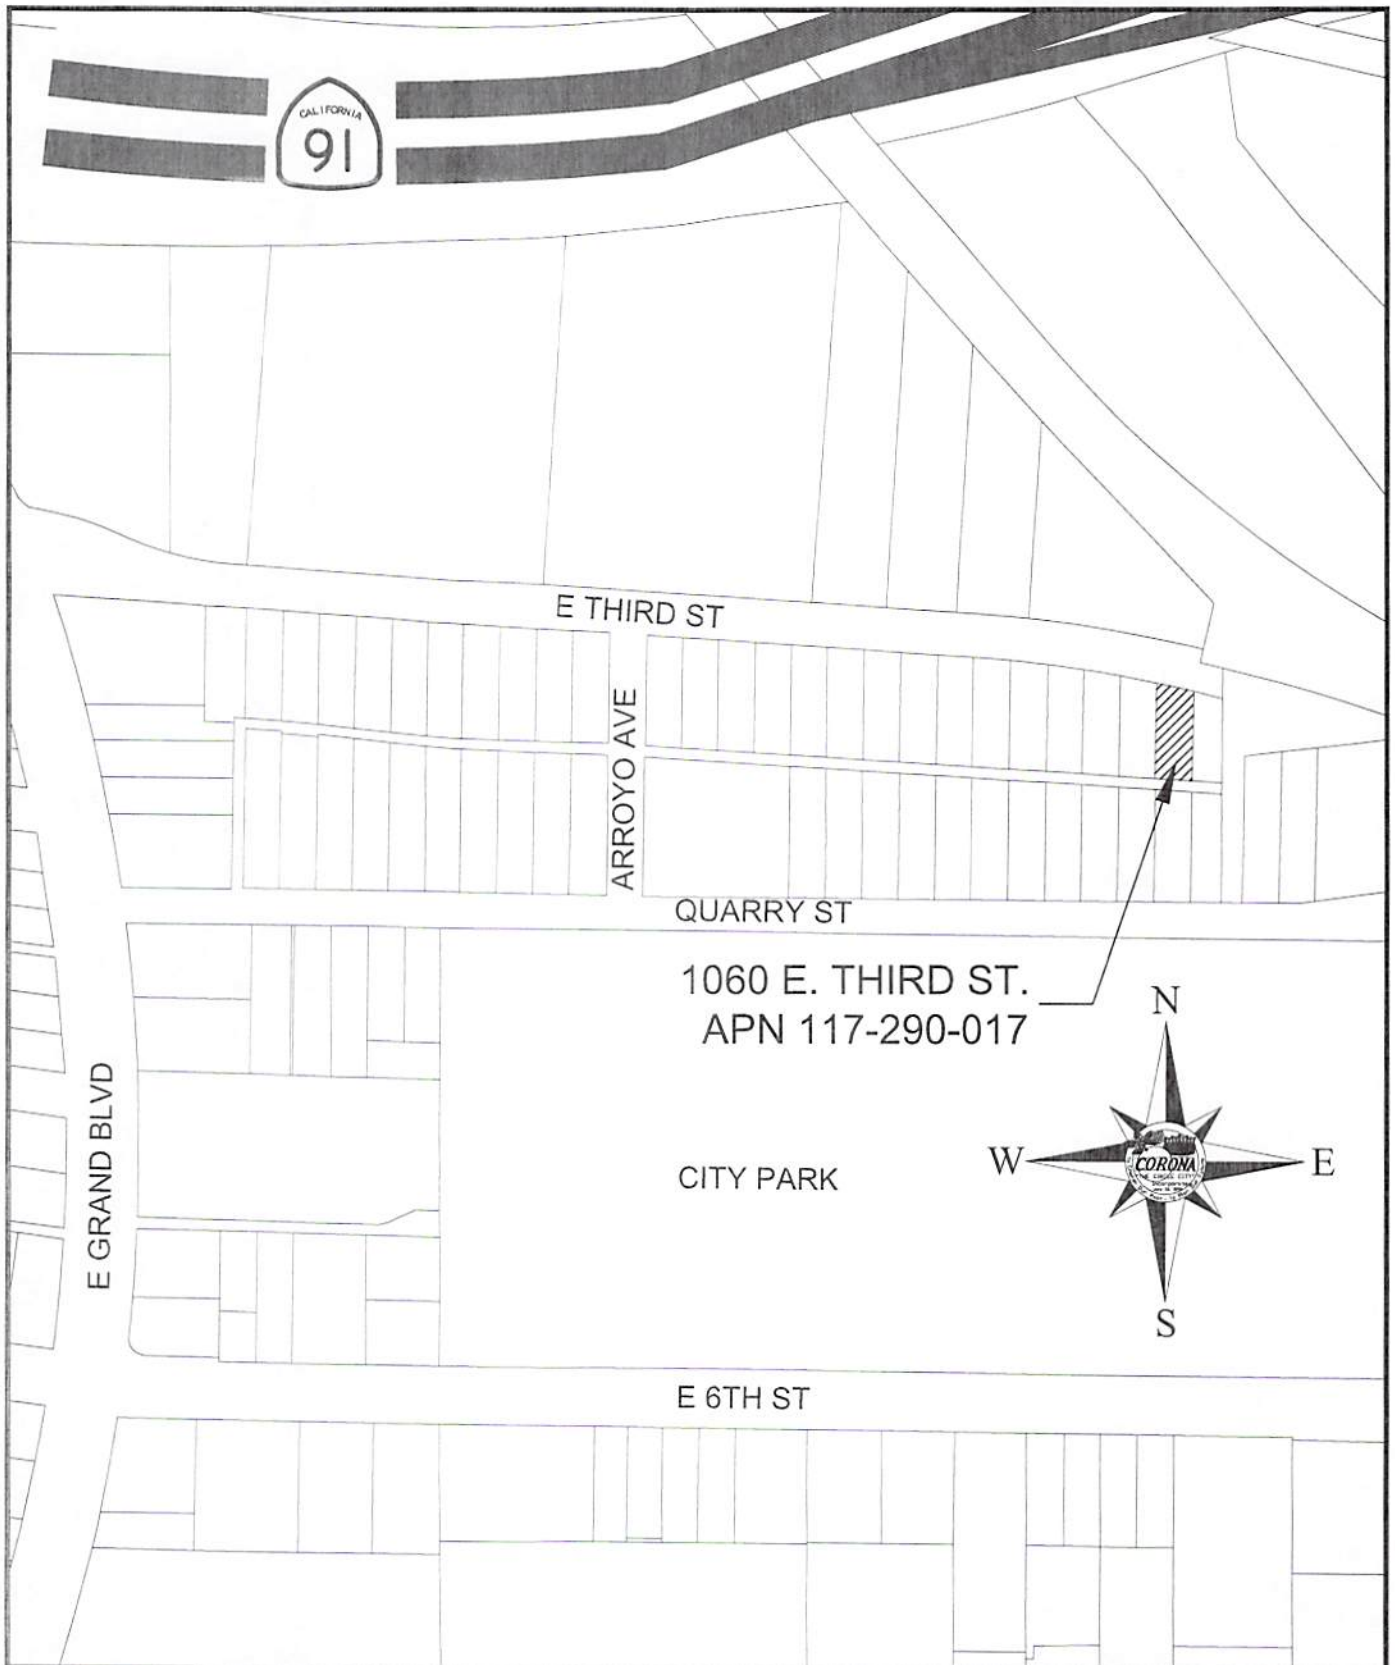 CALIFORNIA
91
E THIRD ST
ARROYO AVE
QUARRY ST
1060 E. THIRD ST.
APN 117-290-017
N
W
E
S
CORONA
E GRAND BLVD
CITY PARK
E 6TH ST